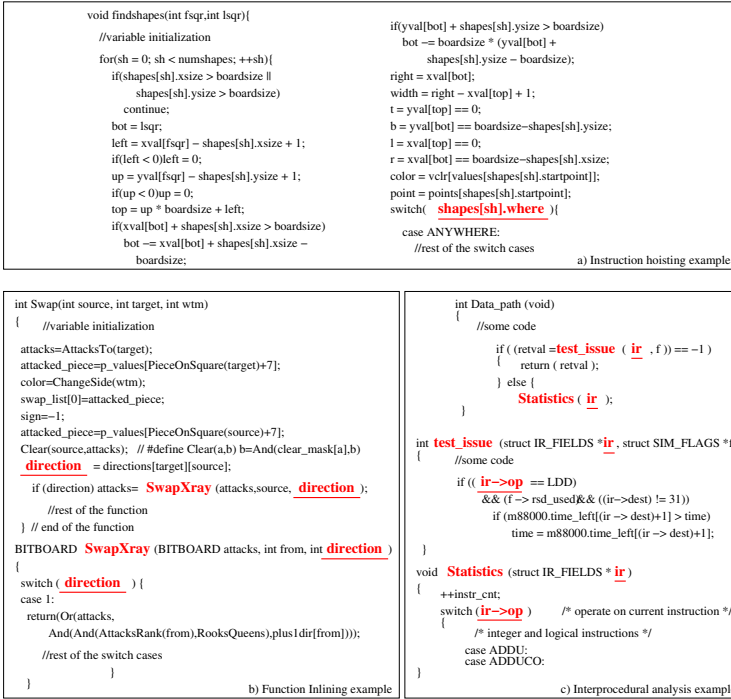 void findshapes(int fsqr,int lsqr){
//variable initialization
for(sh = 0; sh < numshapes; ++sh){
if(shapes[sh].xsize > boardsize ||
shapes[sh].ysize > boardsize)
continue;
bot = lsqr;
left = xval[fsqr] − shapes[sh].xsize + 1;
if(left < 0)left = 0;
up = yval[fsqr] − shapes[sh].ysize + 1;
if(up < 0)up = 0;
top = up * boardsize + left;
if(xval[bot] + shapes[sh].xsize > boardsize)
bot −= xval[bot] + shapes[sh].xsize −
boardsize;
if(yval[bot] + shapes[sh].ysize > boardsize)
bot −= boardsize * (yval[bot] +
shapes[sh].ysize − boardsize);
right = xval[bot];
width = right − xval[top] + 1;
t = yval[top] == 0;
b = yval[bot] == boardsize−shapes[sh].ysize;
l = xval[top] == 0;
r = xval[bot] == boardsize−shapes[sh].xsize;
color = vclr[values[shapes[sh].startpoint]];
point = points[shapes[sh].startpoint];
switch( shapes[sh].where ){
case ANYWHERE:
//rest of the switch cases
a) Instruction hoisting example
int Swap(int source, int target, int wtm)
{ //variable initialization
attacks=AttacksTo(target);
attacked_piece=p_values[PieceOnSquare(target)+7];
color=ChangeSide(wtm);
swap_list[0]=attacked_piece;
sign=−1;
attacked_piece=p_values[PieceOnSquare(source)+7];
Clear(source,attacks); // #define Clear(a,b) b=And(clear_mask[a],b)
direction = directions[target][source];
if (direction) attacks= SwapXray (attacks,source, direction );
//rest of the function
} // end of the function
BITBOARD SwapXray (BITBOARD attacks, int from, int direction )
{
switch ( direction ) {
case 1:
return(Or(attacks,
And(And(AttacksRank(from),RooksQueens),plus1dir[from])));
//rest of the switch cases
}
}
b) Function Inlining example
int Data_path (void)
{
//some code
if ( (retval =test_issue ( ir , f )) == −1 )
{ return ( retval );
} else {
Statistics ( ir );
}
int test_issue (struct IR_FIELDS *ir , struct SIM_FLAGS *f
{ //some code
if (( ir−>op == LDD)
&& (f −> rsd_used)&& ((ir−>dest) != 31))
if (m88000.time_left[(ir −> dest)+1] > time)
time = m88000.time_left[(ir −> dest)+1];
}
void Statistics (struct IR_FIELDS * ir )
{ ++instr_cnt;
switch (ir−>op ) /* operate on current instruction */
{
/* integer and logical instructions */
case ADDU:
case ADDUCO:
}
c) Interprocedural analysis example